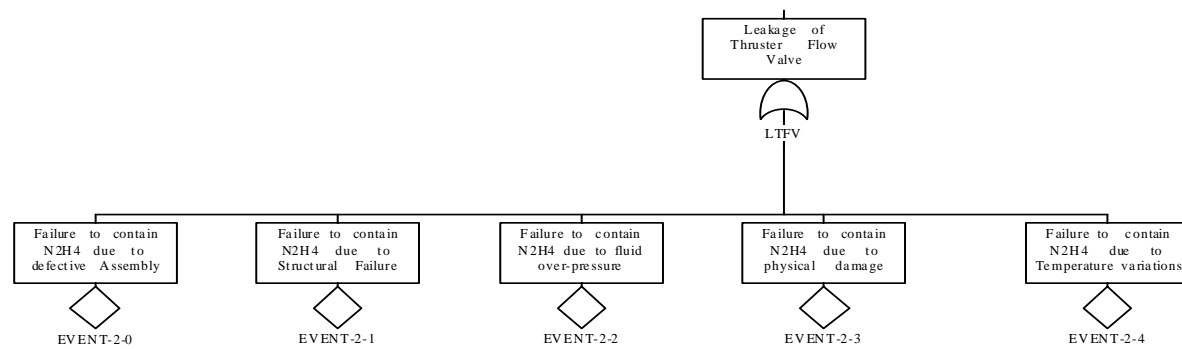 Leakage of
Thruster Flow
Valve
LTFV
Failure to contain
N2H4 due to
defective Assembly
EVENT-2-0
Failure to contain
N2H4 due to
Structural Failure
EVENT-2-1
Failure to contain
N2H4 due to fluid
over-pressure
EVENT-2-2
Failure to contain
N2H4 due to
physical damage
EVENT-2-3
Failure to contain
N2H4 due to
Temperature variations
EVENT-2-4